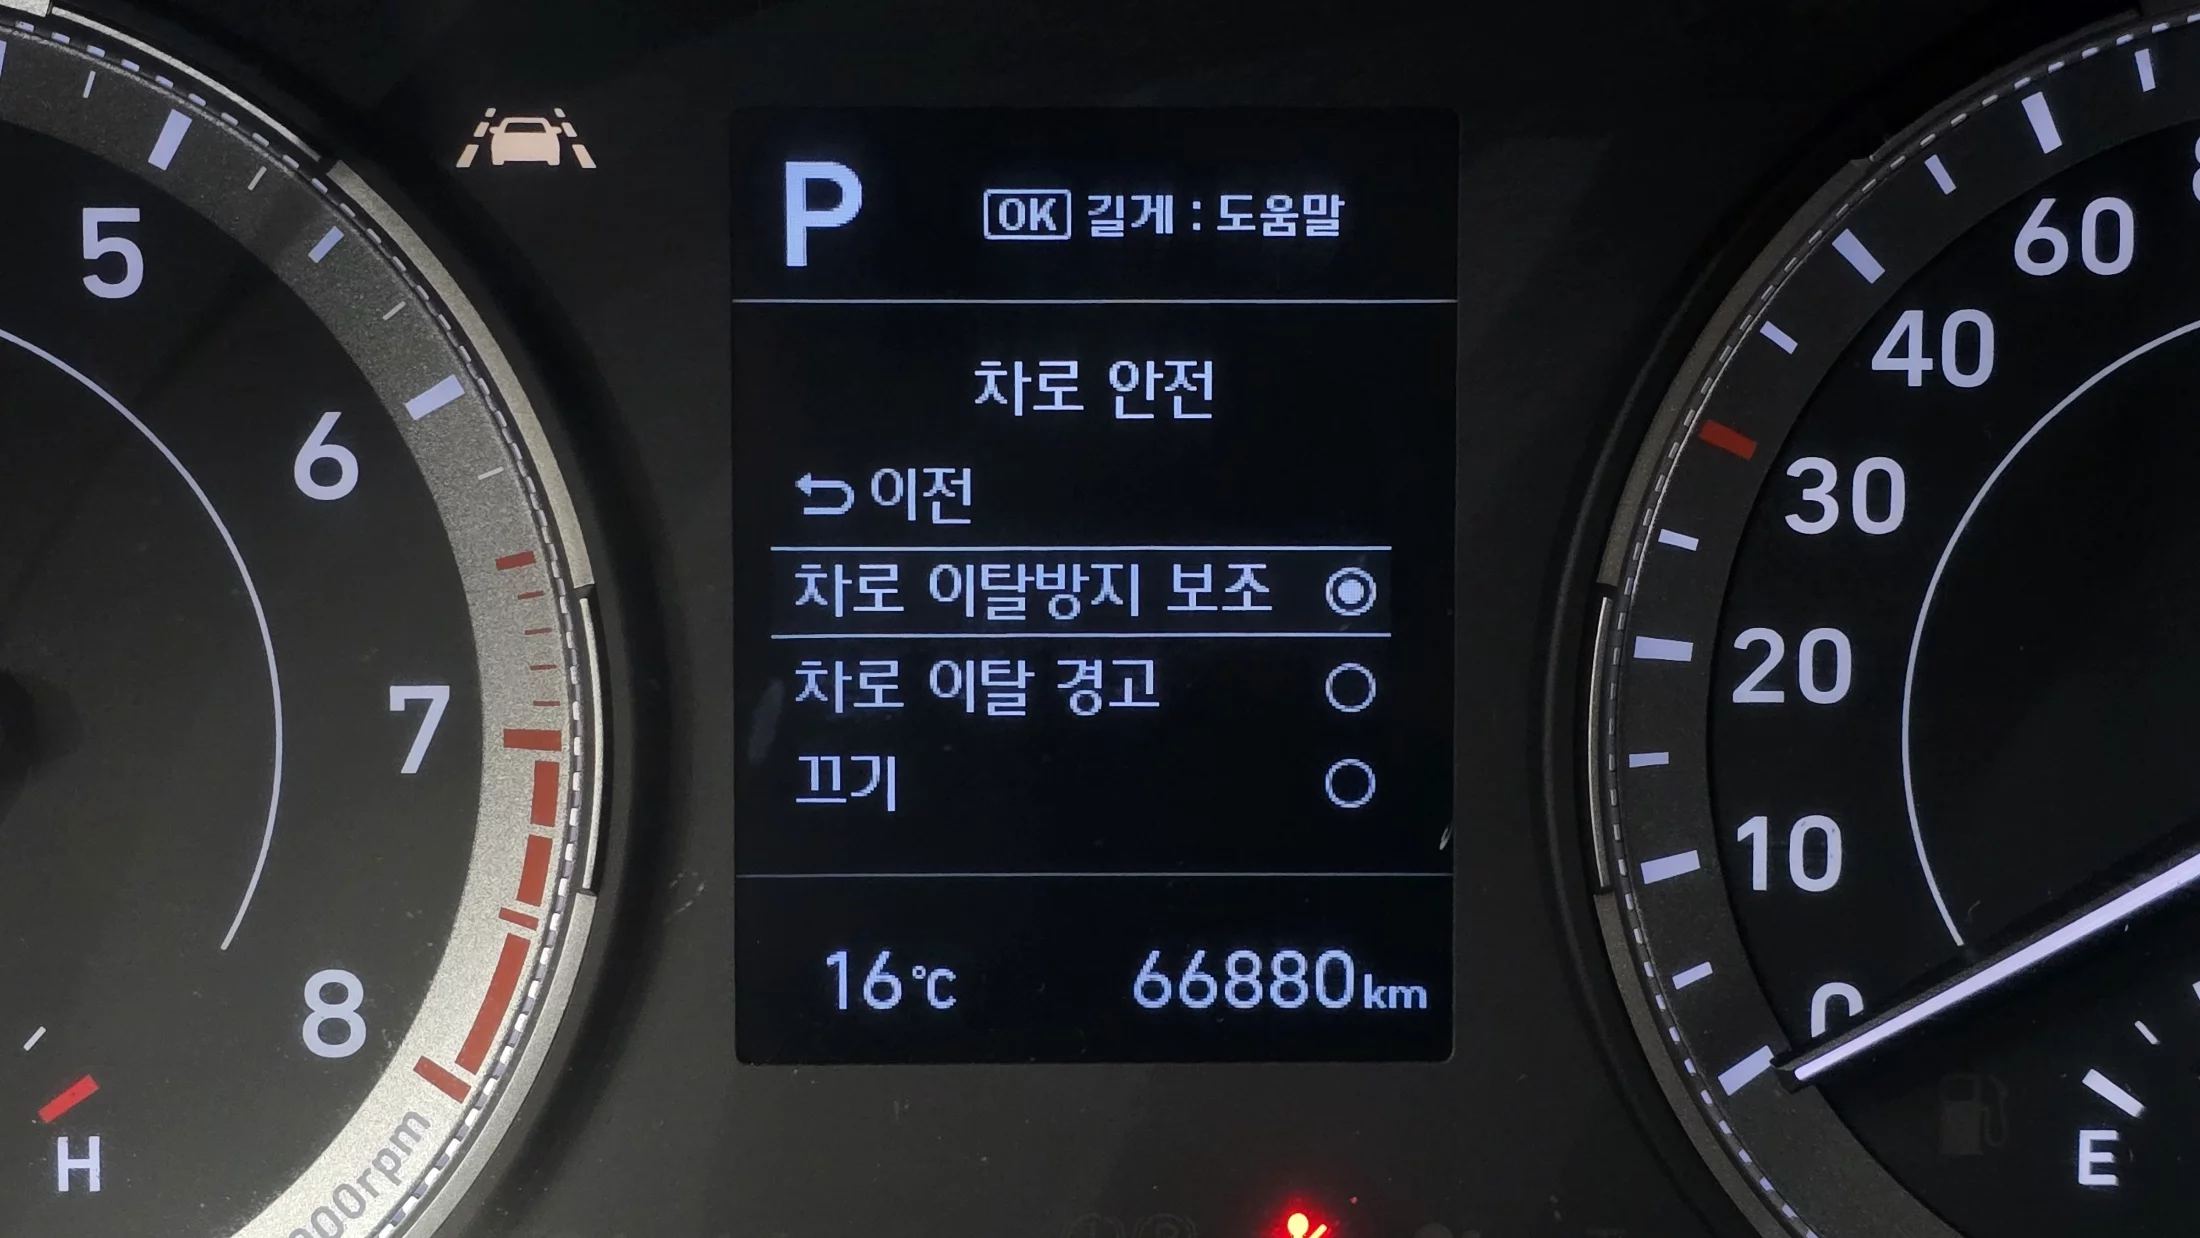 P
OK 길게 : 도움말
차로 안전
이전
차로 이탈방지 보조
차로 이탈 경고
끄기
16℃ 66880km
5
6
7
8
H
000rpm
60
40
30
20
10
0
E